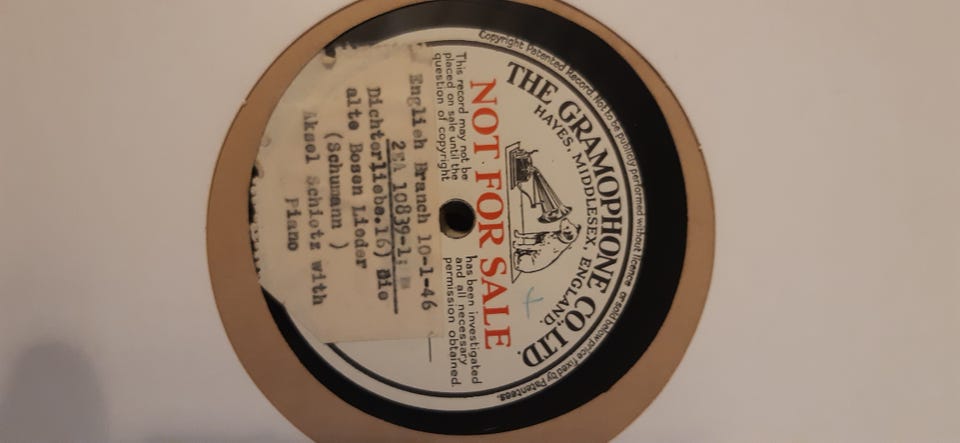 Copyright Patented Record. Not to be publicly performed without licence, or sold below price fixed by Patentees.
THE GRAMOPHONE CO., LTD.
HAYES, MIDDLESEX, ENGLAND.
NOT FOR SALE
This record may not be has been investigated
placed on sale until the and all necessary
question of copyright permission obtained.
English Branch 10-1-46
2EA 10839-1;
Dichterliebe.16) Die
alte Bosen Lieder
(Schumann )
Aksel Schiotz with
Piano